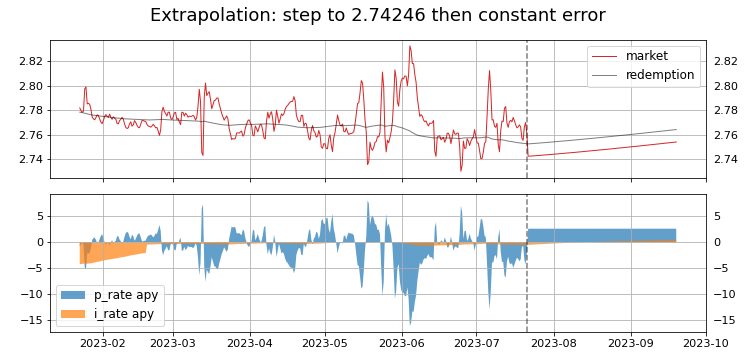 Extrapolation: step to 2.74246 then constant error
2.82 2.82
2.80 2.80
2.78 2.78
2.76 2.76
2.74 2.74
market
redemption
5 5
0 0
−5 −5
−10 −10
−15 −15
p_rate apy
i_rate apy
2023-02 2023-03 2023-04 2023-05 2023-06 2023-07 2023-08 2023-09 2023-10